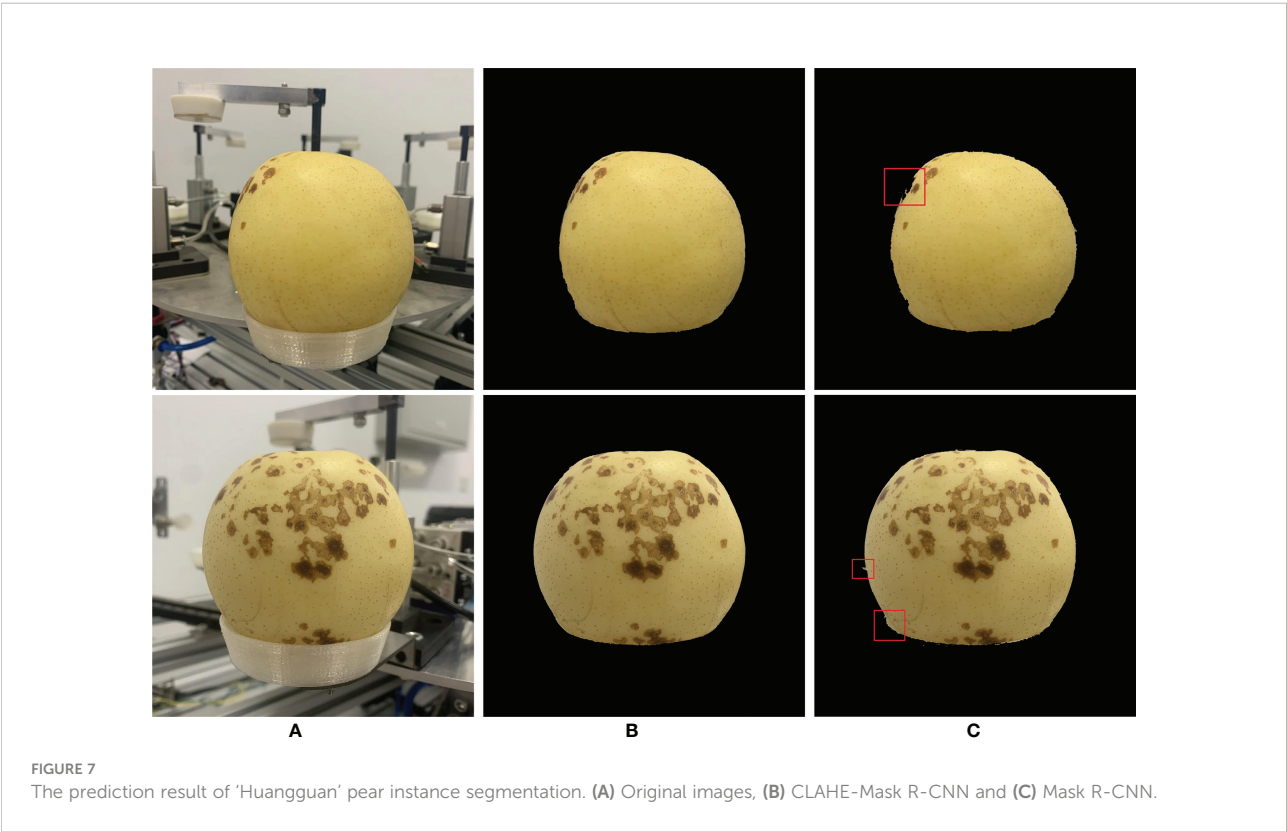 A
B
C
FIGURE 7
The prediction result of ‘Huangguan’ pear instance segmentation. (A) Original images, (B) CLAHE-Mask R-CNN and (C) Mask R-CNN.